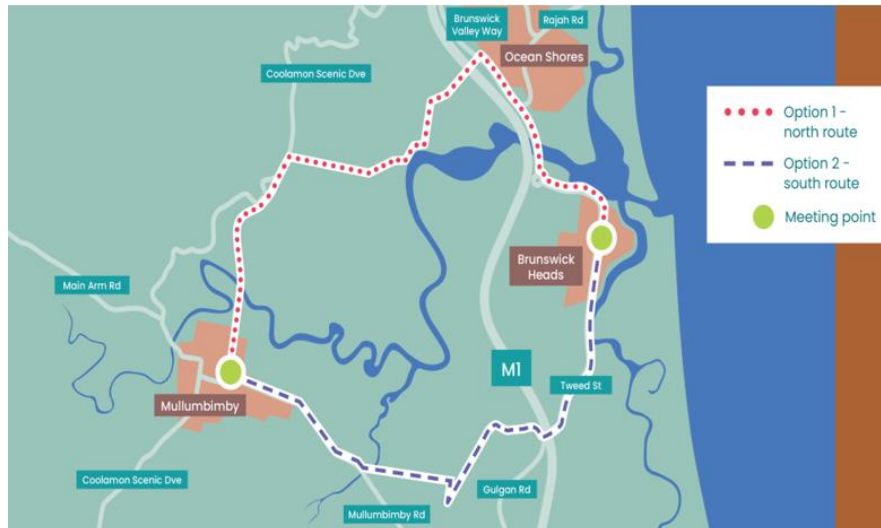 Brunswick
Valley Way
Rajah Rd
Ocean Shores
Coolamon Scenic Dve
Option 1 -
north route
Option 2 -
south route
Meeting point
Brunswick
Heads
Main Arm Rd
M1
Tweed St
Mullumbimby
Coolamon Scenic Dve
Gulgan Rd
Mullumbimby Rd